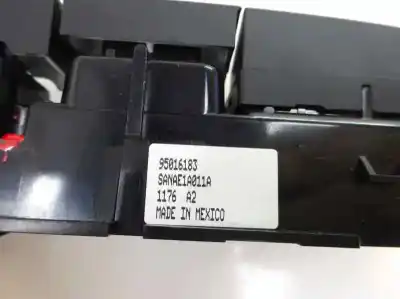 95016183
SANAE1A011A
1176 A2
MADE IN MEXICO